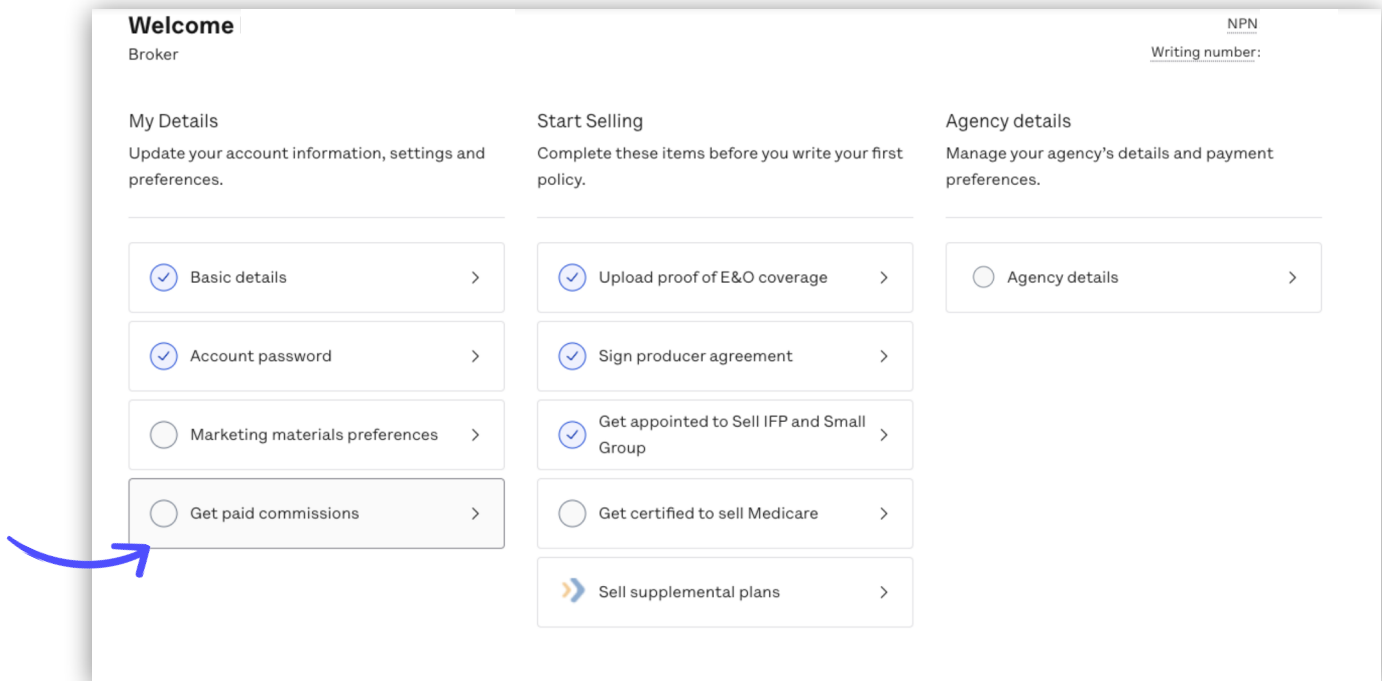 Welcome
Broker
NPN
Writing number:
My Details
Update your account information, settings and
preferences.
Basic details
Account password
Marketing materials preferences
Get paid commissions
Start Selling
Complete these items before you write your first
policy.
Upload proof of E&O coverage
Sign producer agreement
Get appointed to Sell IFP and Small
Group
Get certified to sell Medicare
Sell supplemental plans
Agency details
Manage your agency's details and payment
preferences.
Agency details